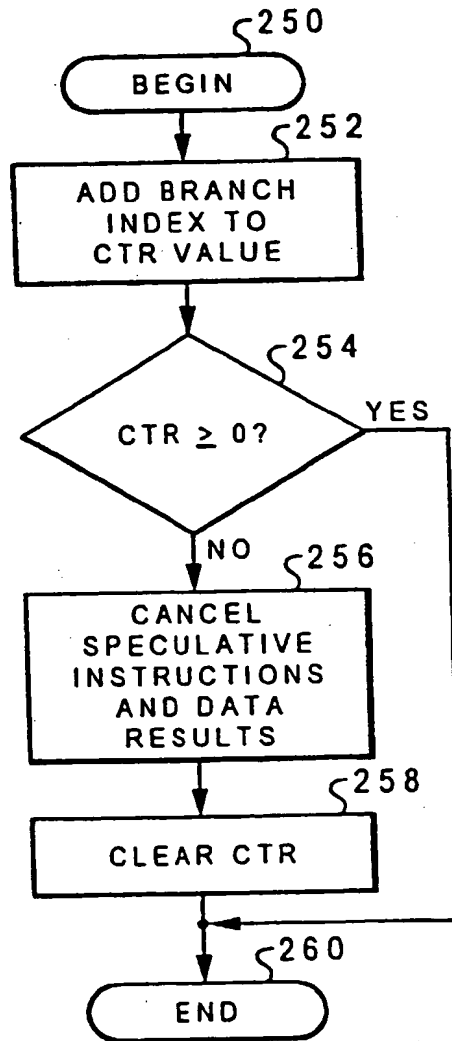 250
BEGIN
252
ADD BRANCH
INDEX TO
CTR VALUE
254
CTR ≥ 0?
YES
NO
256
CANCEL
SPECULATIVE
INSTRUCTIONS
AND DATA
RESULTS
258
CLEAR CTR
260
END